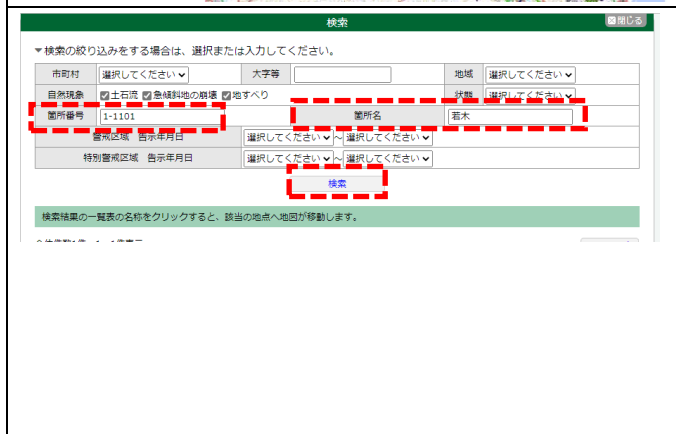 検索
閉じる
▼検索の絞り込みをする場合は、選択または入力してください。
市町村 選択してください 大字等 地域 選択してください
自然現象 土石流 急傾斜地の崩壊 地すべり 状態 選択してください
箇所番号 1-1101 箇所名 若木
警戒区域 告示年月日 選択してください ～ 選択してください
特別警戒区域 告示年月日 選択してください ～ 選択してください
検索
検索結果の一覧表の名称をクリックすると、該当の地点へ地図が移動します。